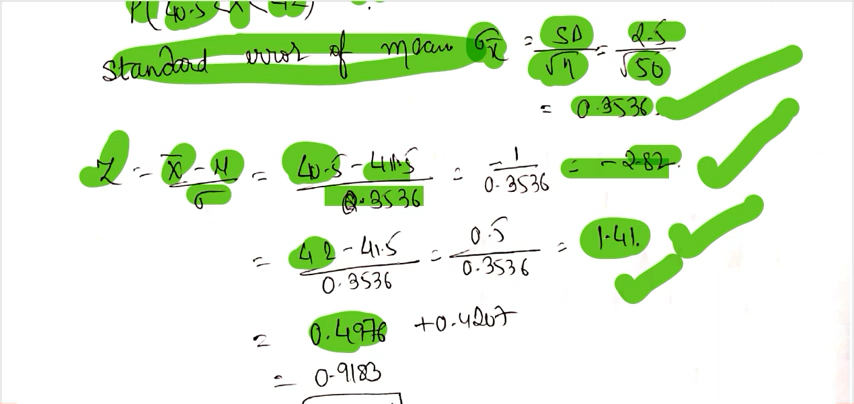 P(40.5 < x̄ < 42)
Standard error of mean σx̄ = SD/√n = 2.5/√50
= 0.3536.
Z = x̄ - M/σ = 40.5 - 41.5/0.3536 = -1/0.3536 = -2.82.
= 42 - 41.5/0.3536 = 0.5/0.3536 = 1.41.
= 0.4976 + 0.4207
= 0.9183